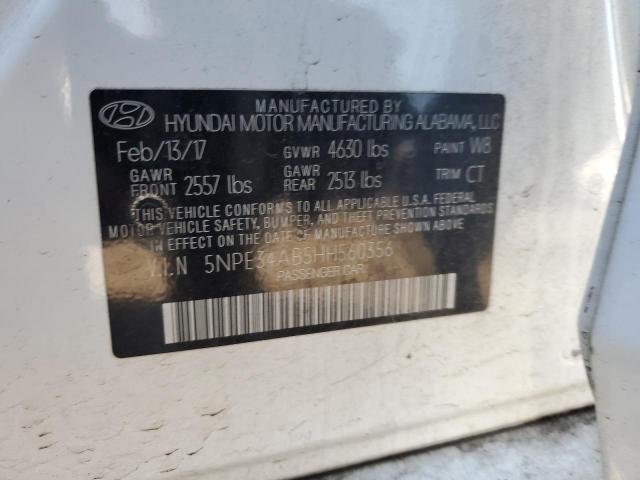 MANUFACTURED BY
HYUNDAI MOTOR MANUFACTURING ALABAMA, LLC
Feb/13/17 GVWR 4630 lbs PAINT W8
GAWR FRONT 2557 lbs GAWR REAR 2513 lbs TRIM CT
THIS VEHICLE CONFORMS TO ALL APPLICABLE U.S.A. FEDERAL
MOTOR VEHICLE SAFETY, BUMPER, AND THEFT PREVENTION STANDARDS
IN EFFECT ON THE DATE OF MANUFACTURE SHOWN ABOVE.
V.I.N 5NPE34AB5HH560356
PASSENGER CAR